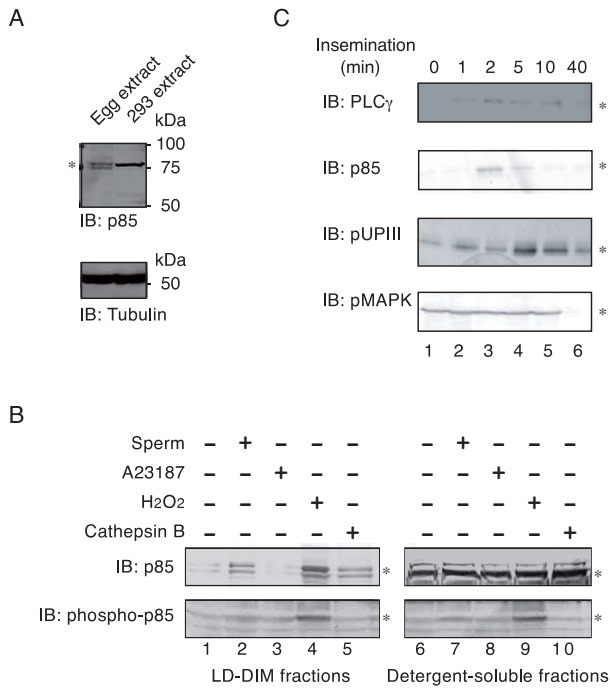 A
Egg extract
293 extract
kDa
100
* 75
50
IB: p85
kDa
50
IB: Tubulin
C
Insemination
(min) 0 1 2 5 10 40
IB: PLCγ *
IB: p85 *
IB: pUPIII *
IB: pMAPK *
1 2 3 4 5 6
B
Sperm – + – – – – + – – –
A23187 – – + – – – – + – –
H2O2 – – – + – – – – + –
Cathepsin B – – – – + – – – – +
IB: p85 * *
IB: phospho-p85 * *
1 2 3 4 5 6 7 8 9 10
LD-DIM fractions Detergent-soluble fractions